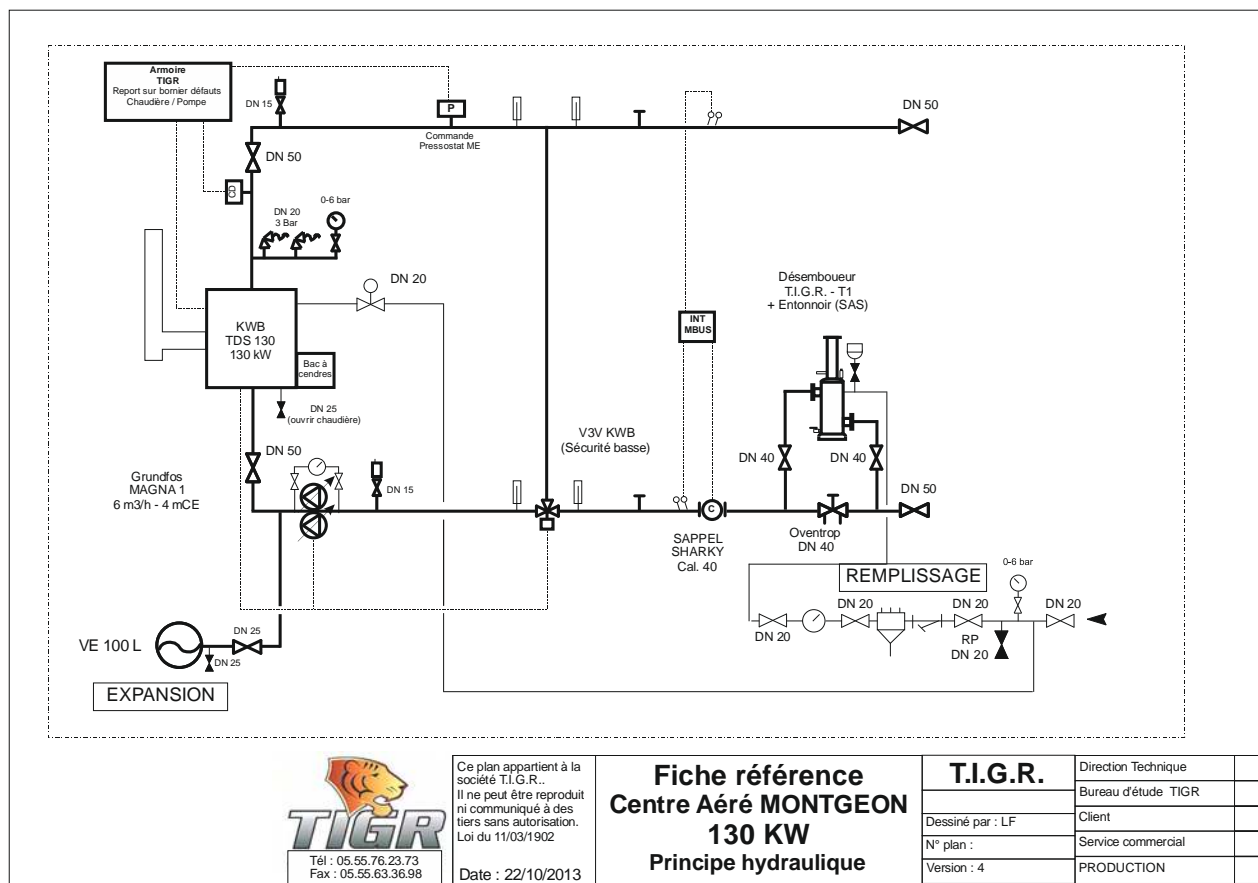 Armoire
TIGR
Report sur bornier défauts
Chaudière / Pompe
DN 15
P
Commande
Pressostat ME
DN 50
DN 50
CD
DN 20
3 Bar
0-6 bar
DN 20
KWB
TDS 130
130 kW
Bac à
cendres
DN 25
(ouvrir chaudière)
INT
MBUS
Désemboueur
T.I.G.R. - T1
+ Entonnoir (SAS)
DN 50
Grundfos
MAGNA 1
6 m3/h - 4 mCE
DN 15
V3V KWB
(Sécurité basse)
DN 40
DN 40
DN 50
C
SAPPEL
SHARKY
Cal. 40
Oventrop
DN 40
REMPLISSAGE
0-6 bar
DN 20
DN 20
DN 20
DN 20
RP
DN 20
VE 100 L
DN 25
DN 25
EXPANSION
TIGR
Tél : 05.55.76.23.73
Fax : 05.55.63.36.98
Ce plan appartient à la
société T.I.G.R..
Il ne peut être reproduit
ni communiqué à des
tiers sans autorisation.
Loi du 11/03/1902
Date : 22/10/2013
Fiche référence
Centre Aéré MONTGEON
130 KW
Principe hydraulique
T.I.G.R.
Dessiné par : LF
N° plan :
Version : 4
Direction Technique
Bureau d'étude TIGR
Client
Service commercial
PRODUCTION